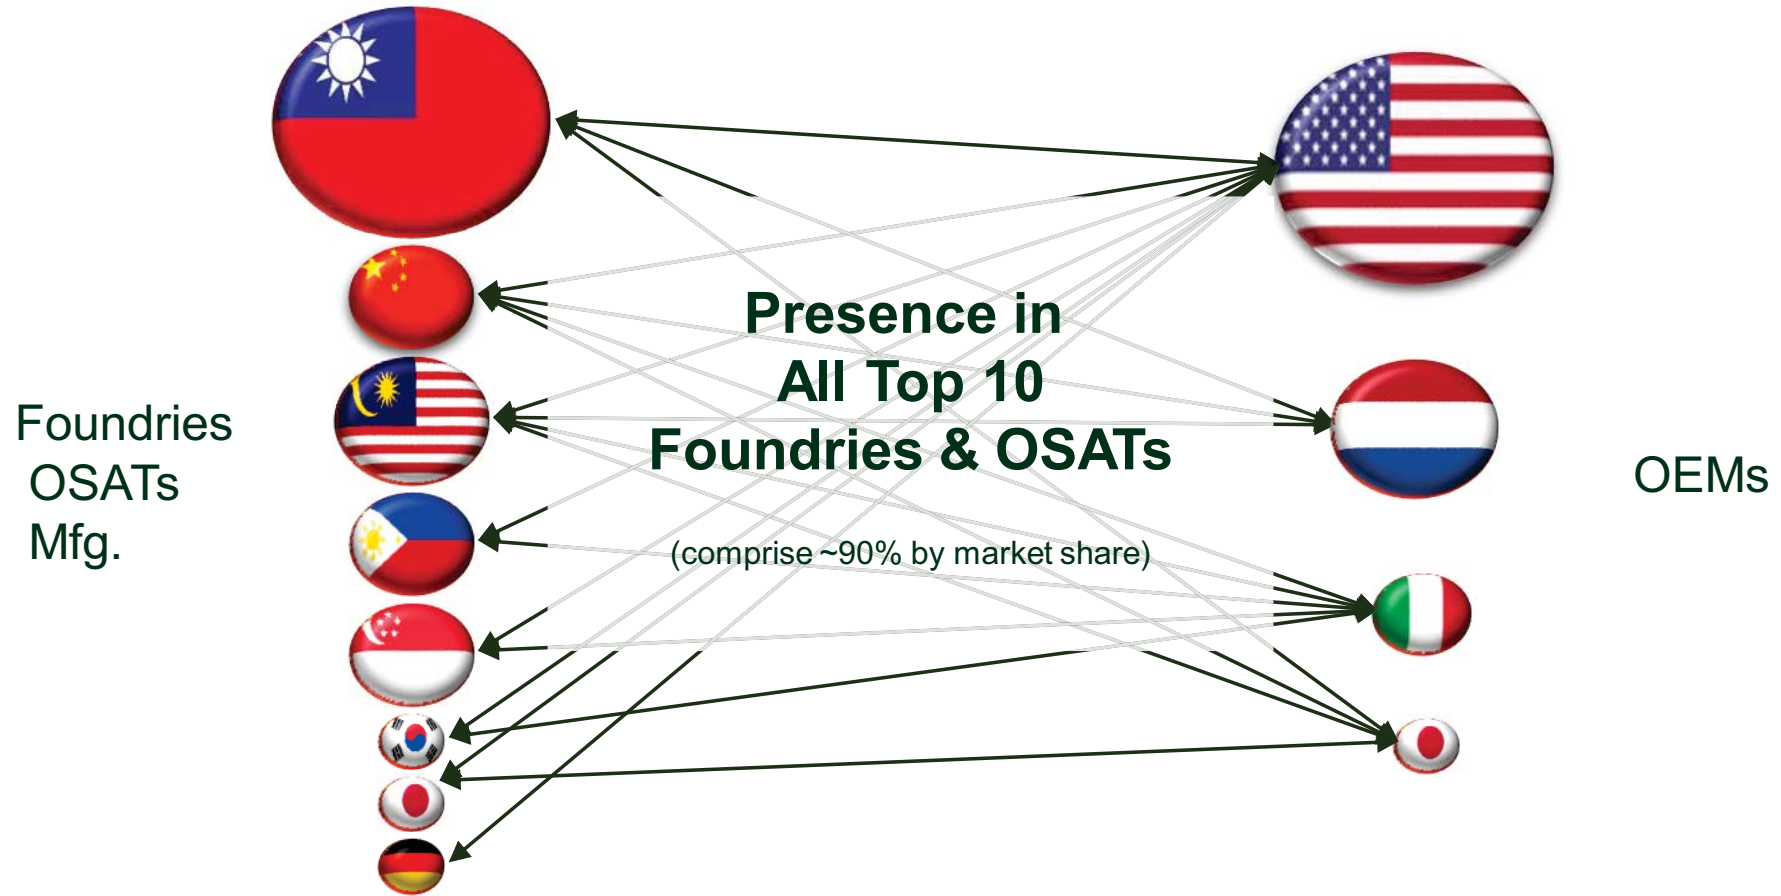 Presence in
All Top 10
Foundries & OSATs
(comprise ~90% by market share)
Foundries
OSATs
Mfg.
OEMs